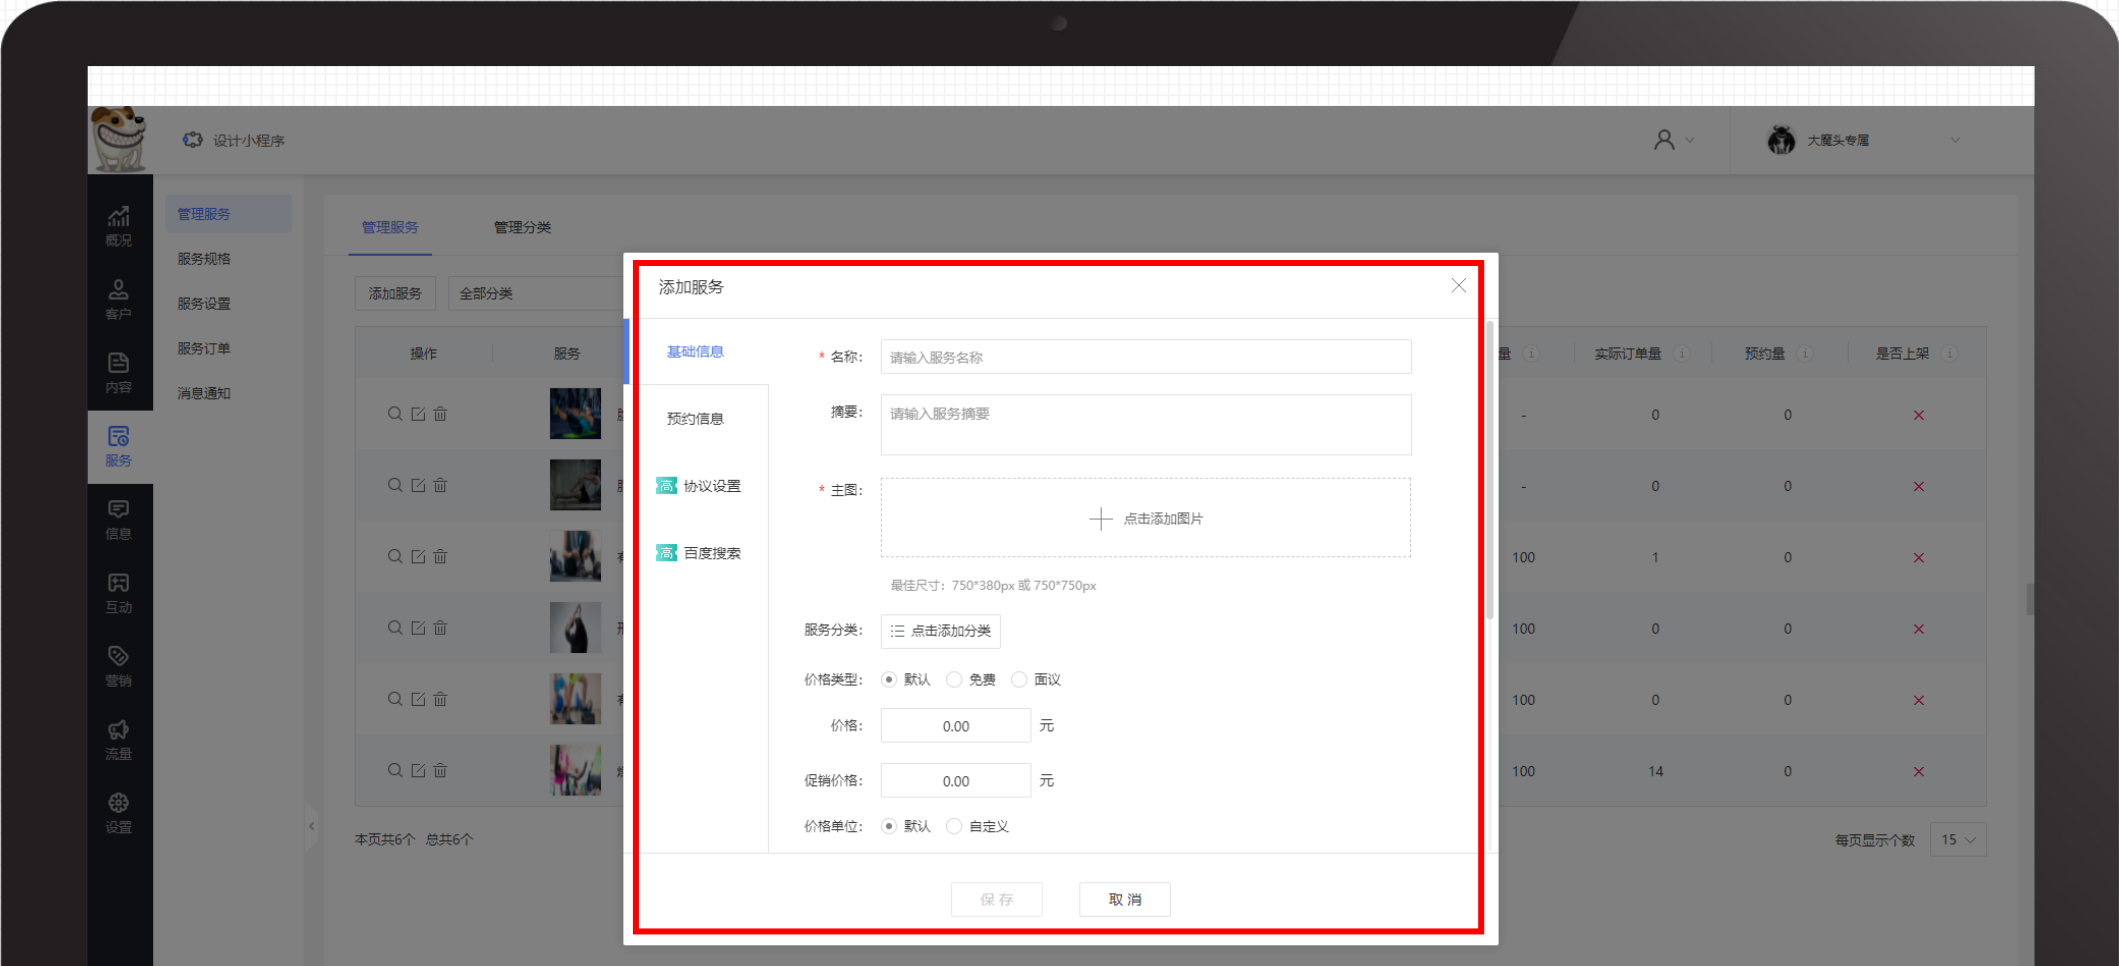 设计小程序
大魔头专属
概况
客户
内容
服务
信息
互动
营销
流量
设置
管理服务
服务规格
服务设置
服务订单
消息通知
管理服务 管理分类
添加服务 全部分类
操作 服务 量 实际订单量 预约量 是否上架
- 0 0
- 0 0
100 1 0
100 0 0
100 0 0
100 14 0
本页共6个 总共6个
每页显示个数 15
添加服务
基础信息
预约信息
高 协议设置
高 百度搜索
* 名称: 请输入服务名称
摘要: 请输入服务摘要
* 主图: 点击添加图片
最佳尺寸: 750*380px 或 750*750px
服务分类: 点击添加分类
价格类型: 默认 免费 面议
价格: 0.00 元
促销价格: 0.00 元
价格单位: 默认 自定义
保存 取消